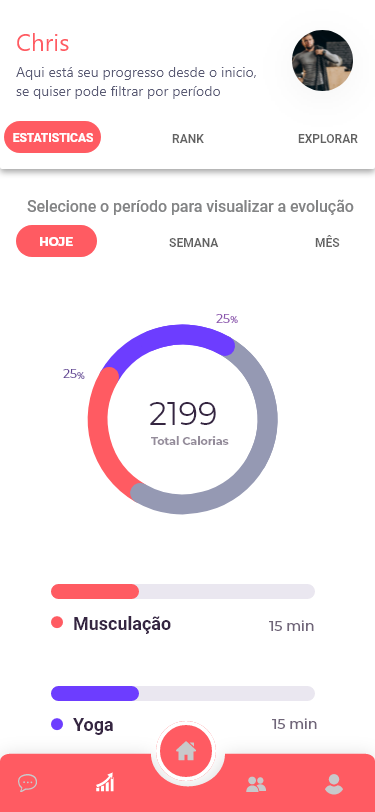 Chris
Aqui está seu progresso desde o inicio,
se quiser pode filtrar por período
ESTATISTICAS RANK EXPLORAR
Selecione o período para visualizar a evolução
HOJE SEMANA MÊS
25%
25%
2199
Total Calorias
Musculação 15 min
Yoga 15 min